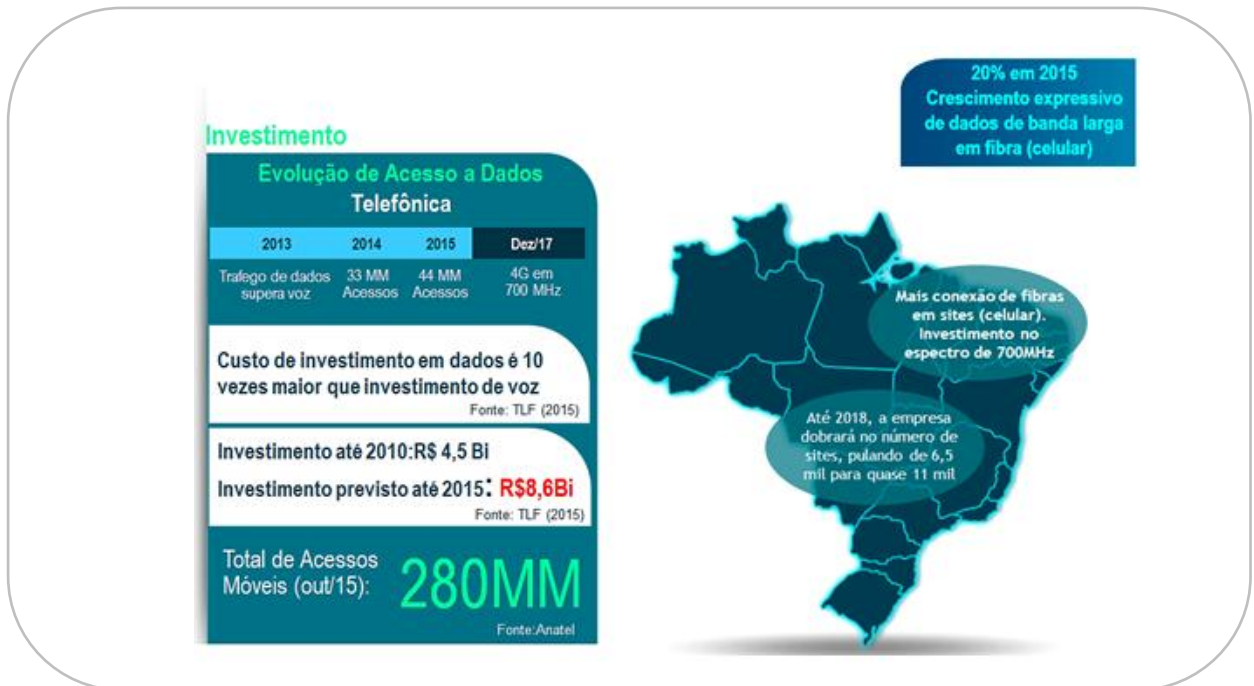 20% em 2015
Crescimento expressivo
de dados de banda larga
em fibra (celular)
Investimento
Evolução de Acesso a Dados
Telefônica
2013 2014 2015 Dez/17
Trafego de dados supera voz
33 MM Acessos
44 MM Acessos
4G em 700 MHz
Custo de investimento em dados é 10
vezes maior que investimento de voz
Fonte: TLF (2015)
Investimento até 2010:R$ 4,5 Bi
Investimento previsto até 2015: R$8,6Bi
Fonte: TLF (2015)
Total de Acessos
Móveis (out/15):
280MM
Fonte:Anatel
Mais conexão de fibras
em sites (celular).
Investimento no
espectro de 700MHz
Até 2018, a empresa
dobrará no número de
sites, pulando de 6,5
mil para quase 11 mil